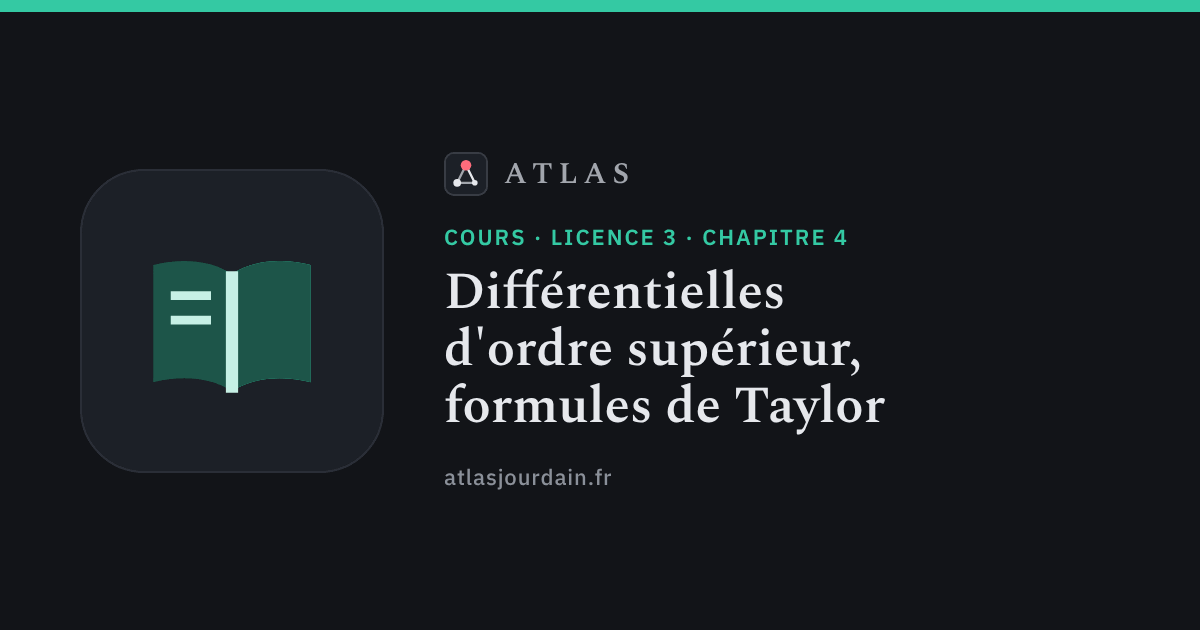 ATLAS
COURS · LICENCE 3 · CHAPITRE 4
Différentielles
d'ordre supérieur,
formules de Taylor
atlasjourdain.fr